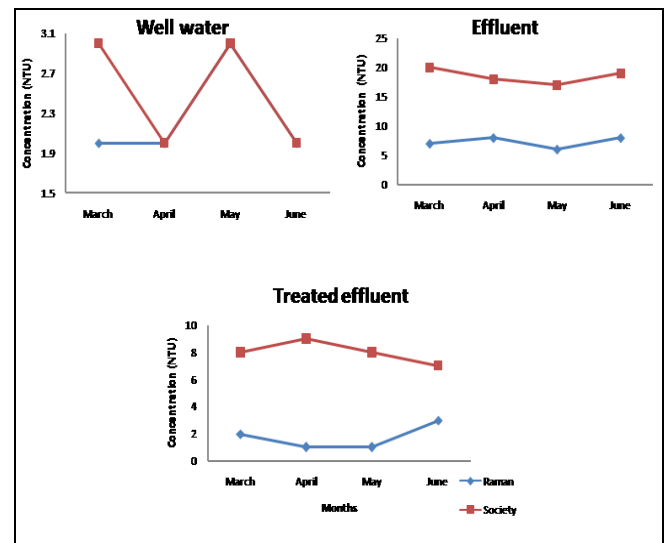 Well water
Concentration (NTU)
3.1
2.7
2.3
1.9
1.5
March April May June
Effluent
Concentration (NTU)
25
20
15
10
5
0
March April May June
Treated effluent
Concentration (NTU)
10
8
6
4
2
0
March April May June
Months
Raman
Society